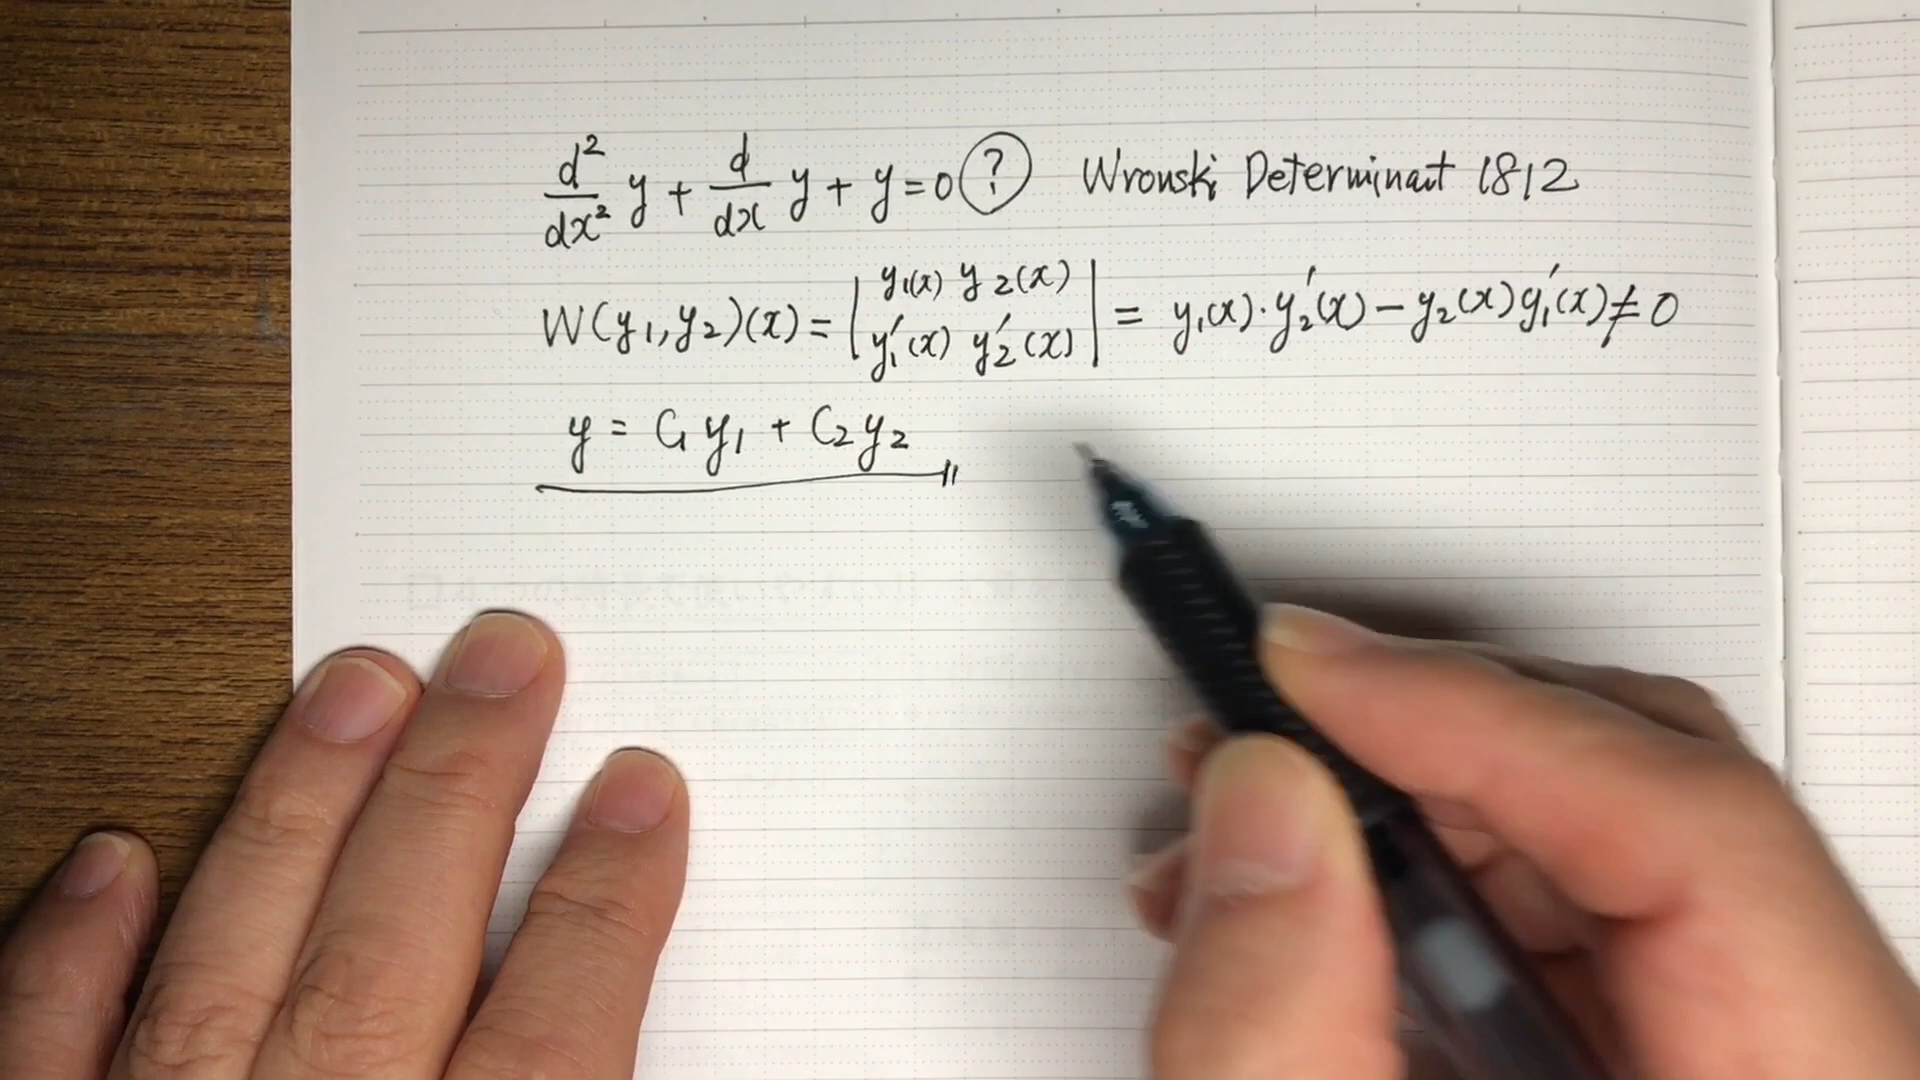 d²/dx² y + d/dx y + y = 0 ? Wronski Determinant 1812
W(y₁, y₂)(x) = | y₁(x) y₂(x) ; y₁′(x) y₂′(x) | = y₁(x)·y₂′(x) − y₂(x)y₁′(x) ≠ 0
y = C₁y₁ + C₂y₂